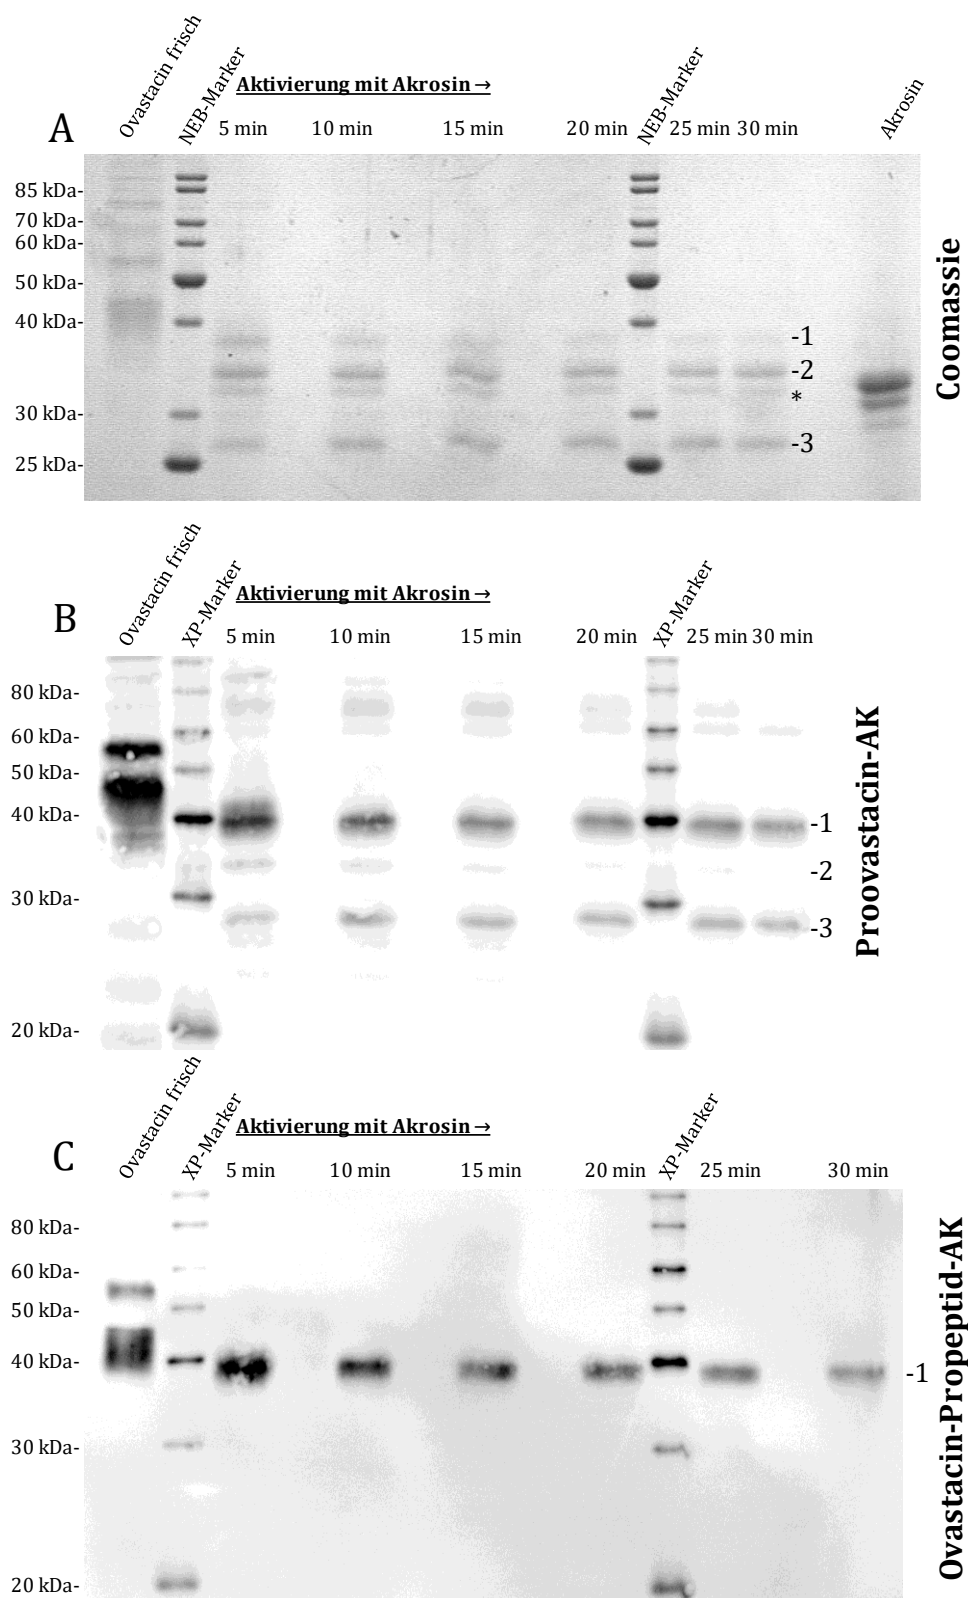 Ovastacin frisch
NEB-Marker
Aktivierung mit Akrosin →
NEB-Marker
Akrosin
A
5 min 10 min 15 min 20 min 25 min 30 min
85 kDa-
70 kDa-
60 kDa-
50 kDa-
40 kDa-
30 kDa-
25 kDa-
-1
-2
*
-3
Coomassie
Ovastacin frisch
XP-Marker
Aktivierung mit Akrosin →
XP-Marker
B
5 min 10 min 15 min 20 min 25 min 30 min
80 kDa-
60 kDa-
50 kDa-
40 kDa-
30 kDa-
20 kDa-
-1
-2
-3
Proovastacin-AK
Ovastacin frisch
XP-Marker
Aktivierung mit Akrosin →
XP-Marker
C
5 min 10 min 15 min 20 min 25 min 30 min
80 kDa-
60 kDa-
50 kDa-
40 kDa-
30 kDa-
20 kDa-
-1
Ovastacin-Propeptid-AK